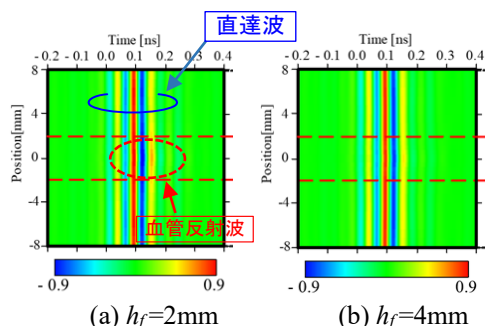 直達波
Time [ns]
Time [ns]
- 0.2 - 0.1 0.0 0.1 0.2 0.3 0.4
- 0.2 - 0.1 0.0 0.1 0.2 0.3 0.4
8
4
0
-4
-8
Position[mm]
血管反射波
8
4
0
-4
-8
Position[mm]
- 0.9 0.9
- 0.9 0.9
(a) hf=2mm
(b) hf=4mm